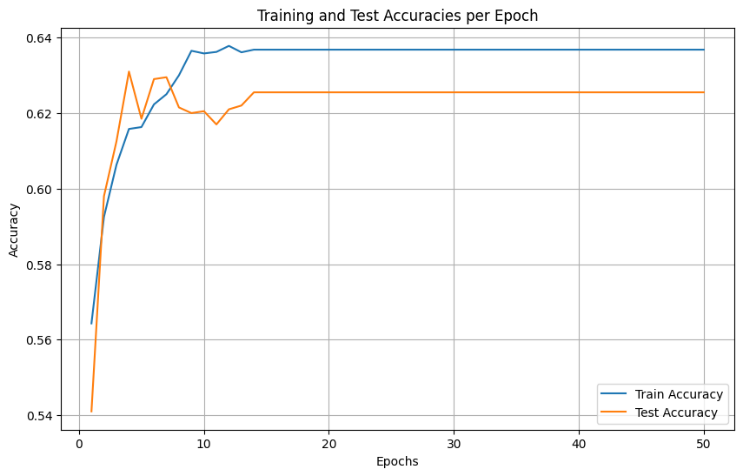 Training and Test Accuracies per Epoch
0.64
0.62
0.60
0.58
0.56
0.54
Accuracy
0 10 20 30 40 50
Epochs
Train Accuracy
Test Accuracy